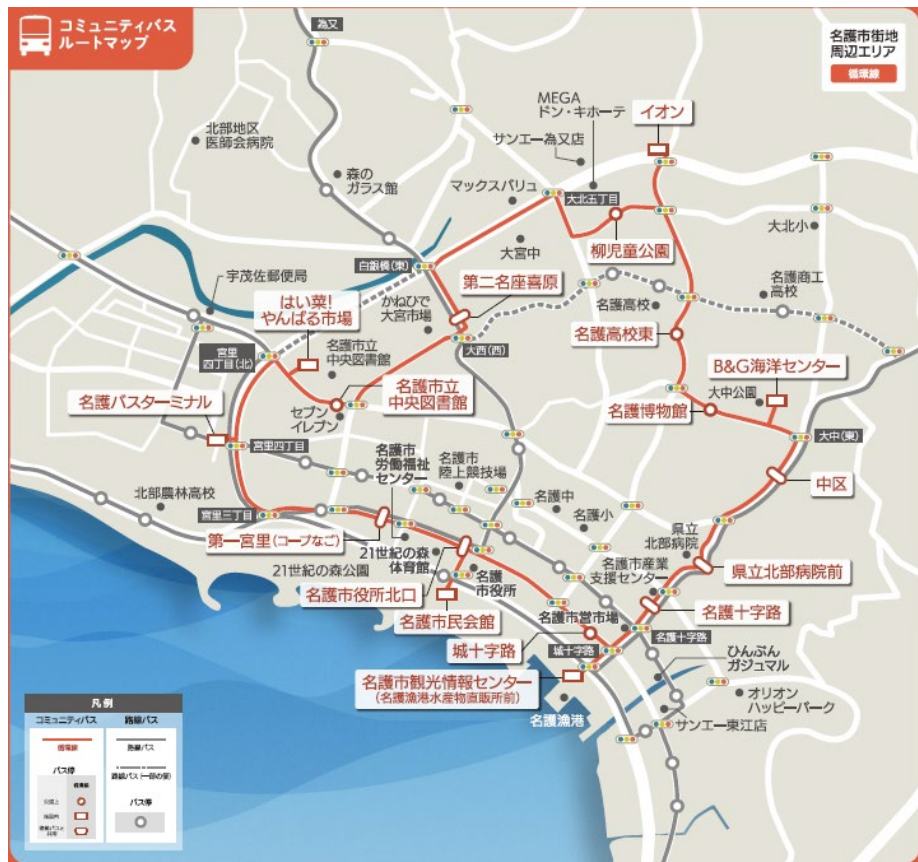 コミュニティバス
ルートマップ
名護市街地
周辺エリア
循環線
為又
北部地区
医師会病院
森の
ガラス館
MEGA
ドン・キホーテ
サンエー為又店
マックスバリュ
イオン
大北五丁目
柳児童公園
大北小
大宮中
白銀橋(東)
第二名座喜原
宇茂佐郵便局
はい菜!
やんばる市場
かねひで
大宮市場
名護高校
名護商工
高校
名護高校東
大西(西)
宮里
四丁目(北)
名護市立
中央図書館
名護市立
中央図書館
セブン
イレブン
B&G海洋センター
大中公園
名護博物館
大中(東)
名護バスターミナル
宮里四丁目
名護市
労働福祉
センター
名護市
陸上競技場
中区
北部農林高校
宮里三丁目
名護中
名護小
県立
北部病院
第一宮里(コープなご)
21世紀の森公園
21世紀の森
体育館
名護市産業
支援センター
県立北部病院前
名護市役所北口
名護
市役所
名護市民会館
名護市営市場
名護十字路
名護十字路
城十字路
城十字路
ひんぷん
ガジュマル
名護市観光情報センター
(名護漁港水産物直販所前)
名護漁港
オリオン
ハッピーパーク
サンエー東江店
凡例
コミュニティバス
路線バス
循環線
路線バス
路線バス(一部の便)
バス停
循環線
バス停